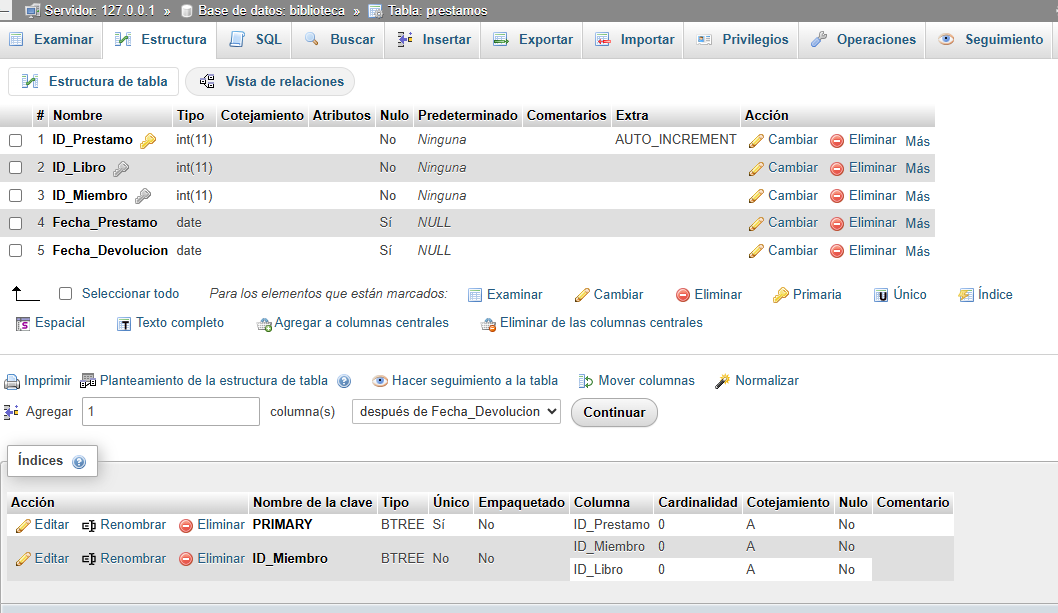 Servidor: 127.0.0.1 » Base de datos: biblioteca » Tabla: prestamos
Examinar Estructura SQL Buscar Insertar Exportar Importar Privilegios Operaciones Seguimiento
Estructura de tabla Vista de relaciones
# Nombre Tipo Cotejamiento Atributos Nulo Predeterminado Comentarios Extra Acción
1 ID_Prestamo int(11) No Ninguna AUTO_INCREMENT Cambiar Eliminar Más
2 ID_Libro int(11) No Ninguna Cambiar Eliminar Más
3 ID_Miembro int(11) No Ninguna Cambiar Eliminar Más
4 Fecha_Prestamo date Sí NULL Cambiar Eliminar Más
5 Fecha_Devolucion date Sí NULL Cambiar Eliminar Más
Seleccionar todo Para los elementos que están marcados: Examinar Cambiar Eliminar Primaria Único Índice
Espacial Texto completo Agregar a columnas centrales Eliminar de las columnas centrales
Imprimir Planteamiento de la estructura de tabla Hacer seguimiento a la tabla Mover columnas Normalizar
Agregar 1 columna(s) después de Fecha_Devolucion Continuar
Índices
Acción Nombre de la clave Tipo Único Empaquetado Columna Cardinalidad Cotejamiento Nulo Comentario
Editar Renombrar Eliminar PRIMARY BTREE Sí No ID_Prestamo 0 A No
Editar Renombrar Eliminar ID_Miembro BTREE No No ID_Miembro 0 A No
ID_Libro 0 A No